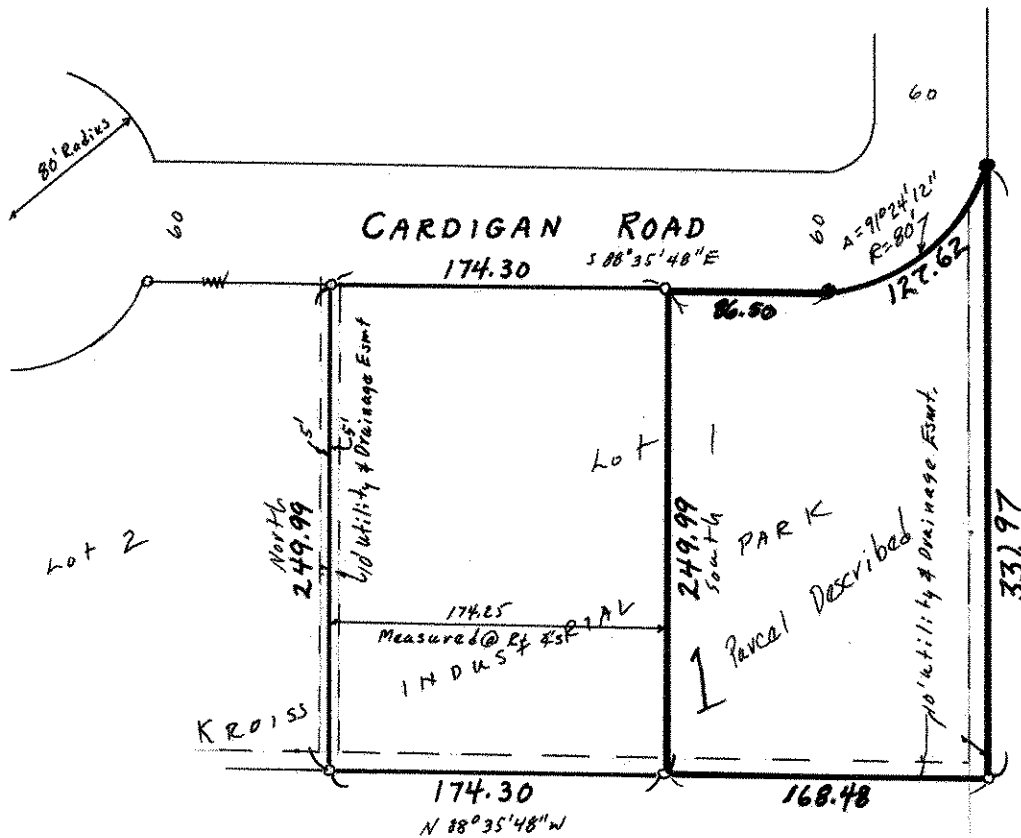 60
80' Radius
60
CARDIGAN ROAD
174.30
S 88° 35' 48" E
60
Δ = 91° 24' 12"
R = 80'
127.62
86.50
5'
5'
Utility & Drainage Esmt
North
249.99
Lot 2
Lot 1
249.99
South
PARK
1 Parcel Described
10' Utility & Drainage Esmt.
331.97
174.25
Measured @ Rt ∡s
INDUSTRIAL
KROISS
174.30
N 88° 35' 48" W
168.48